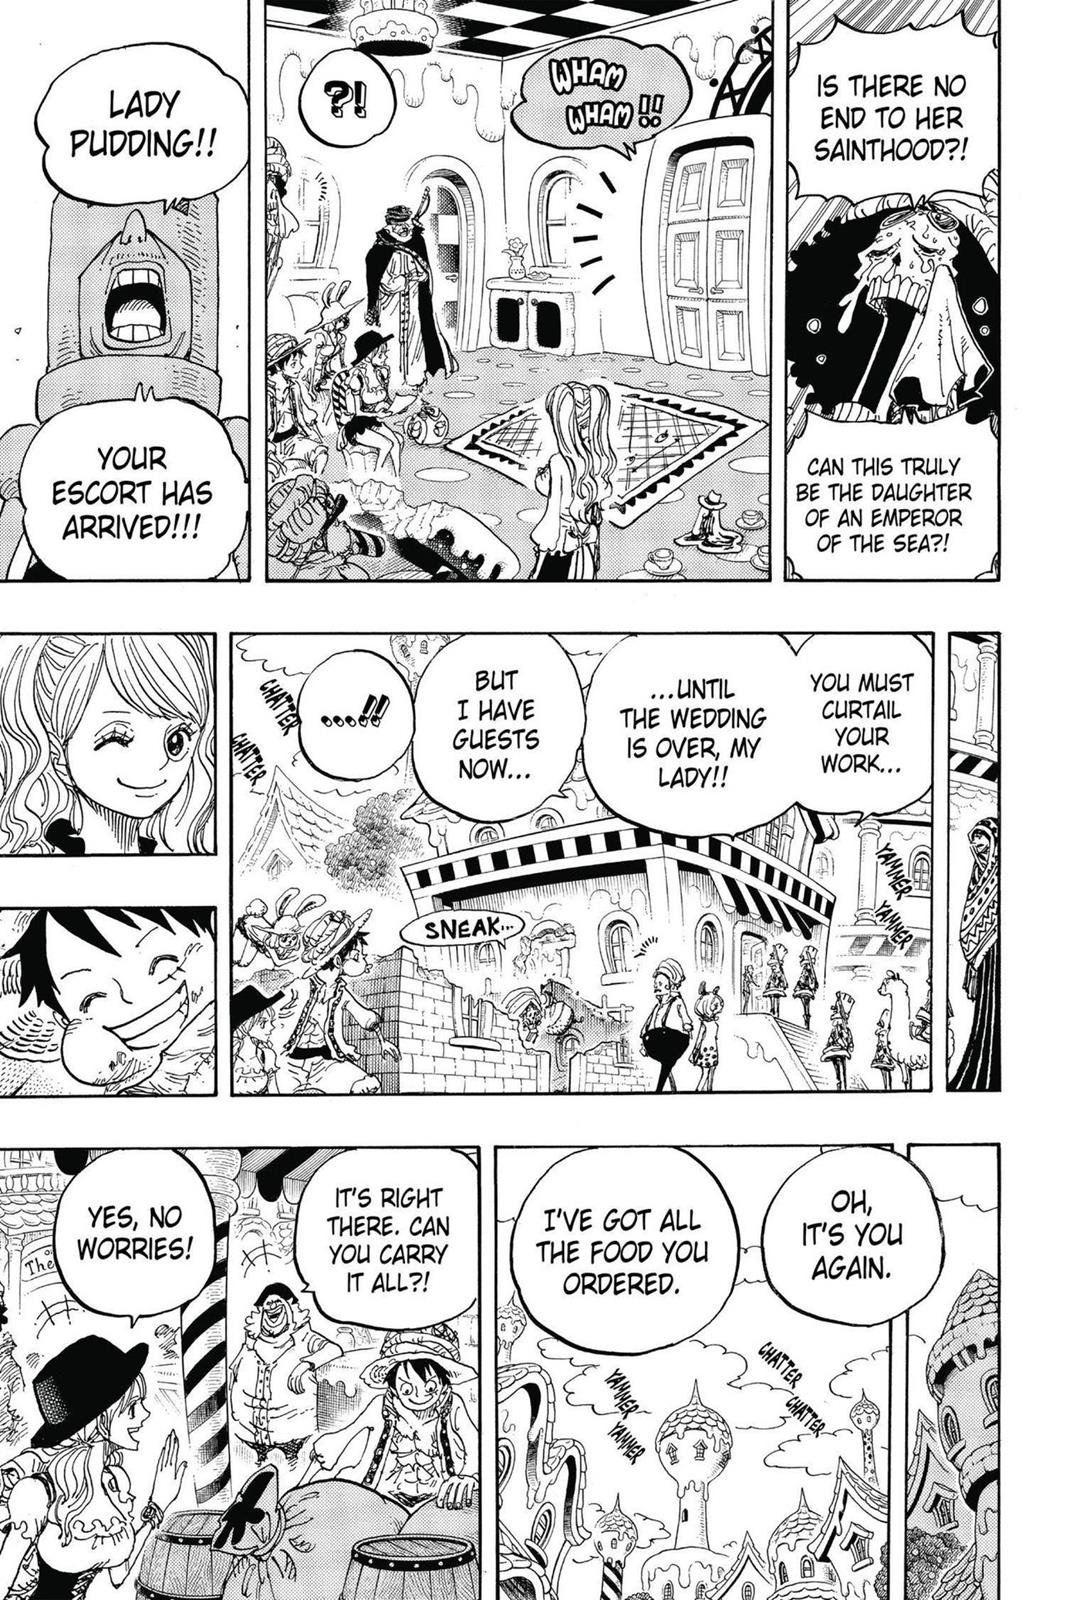 IS THERE NO
END TO HER
SAINTHOOD?!
CAN THIS TRULY
BE THE DAUGHTER
OF AN EMPEROR
OF THE SEA?!
WHAM
WHAM!!
?!
LADY
PUDDING!!
YOUR
ESCORT HAS
ARRIVED!!!
YOU MUST
CURTAIL
YOUR
WORK...
...UNTIL
THE WEDDING
IS OVER, MY
LADY!!
BUT
I HAVE
GUESTS
NOW...
....!!
YAMMER
YAMMER
CHATTER
CHATTER
SNEAK...
OH,
IT'S YOU
AGAIN.
I'VE GOT ALL
THE FOOD YOU
ORDERED.
CHATTER
CHATTER
YAMMER
YAMMER
IT'S RIGHT
THERE. CAN
YOU CARRY
IT ALL?!
YES, NO
WORRIES!
The